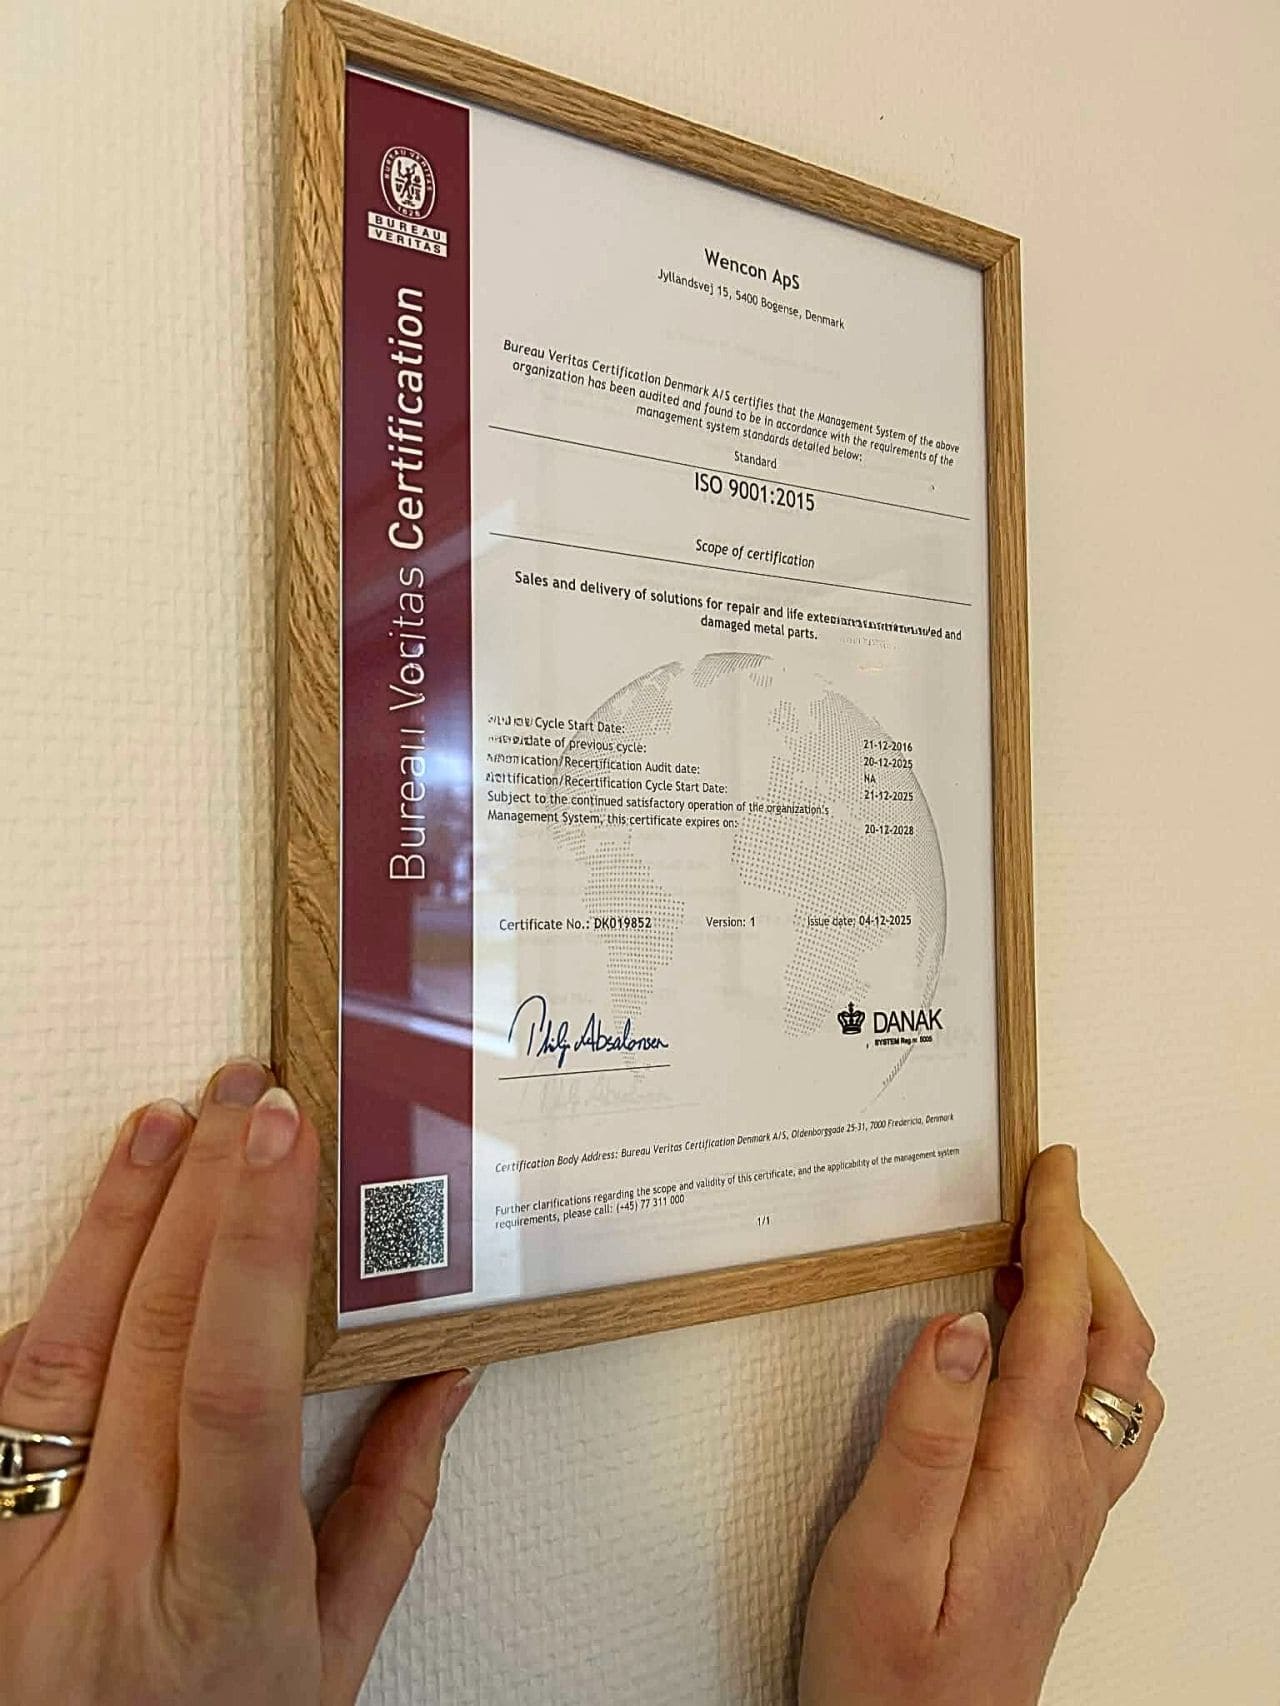 BUREAU VERITAS
1828
BUREAU
VERITAS
Bureau Veritas Certification
Wencon ApS
Jyllandsvej 15, 5400 Bogense, Denmark
Bureau Veritas Certification Denmark A/S certifies that the Management System of the above
organization has been audited and found to be in accordance with the requirements of the
management system standards detailed below:
Standard
ISO 9001:2015
Scope of certification
Sales and delivery of solutions for repair and life
and
damaged metal parts.
Cycle Start Date: 21-12-2016
date of previous cycle: 20-12-2025
Recertification Audit date: NA
Recertification Cycle Start Date: 21-12-2025
Subject to the continued satisfactory operation of the organization's
Management System, this certificate expires on: 20-12-2028
Certificate No.: DK019852 Version: 1 Issue date: 04-12-2025
Philip Absalonsen
DANAK
SYSTEM Reg.nr.
Certification Body Address: Bureau Veritas Certification Denmark A/S, Oldenborggade 25-31, 7000 Fredericia, Denmark
Further clarifications regarding the scope and validity of this certificate, and the applicability of the management system
requirements, please call: (+45) 77 311 000
1/1